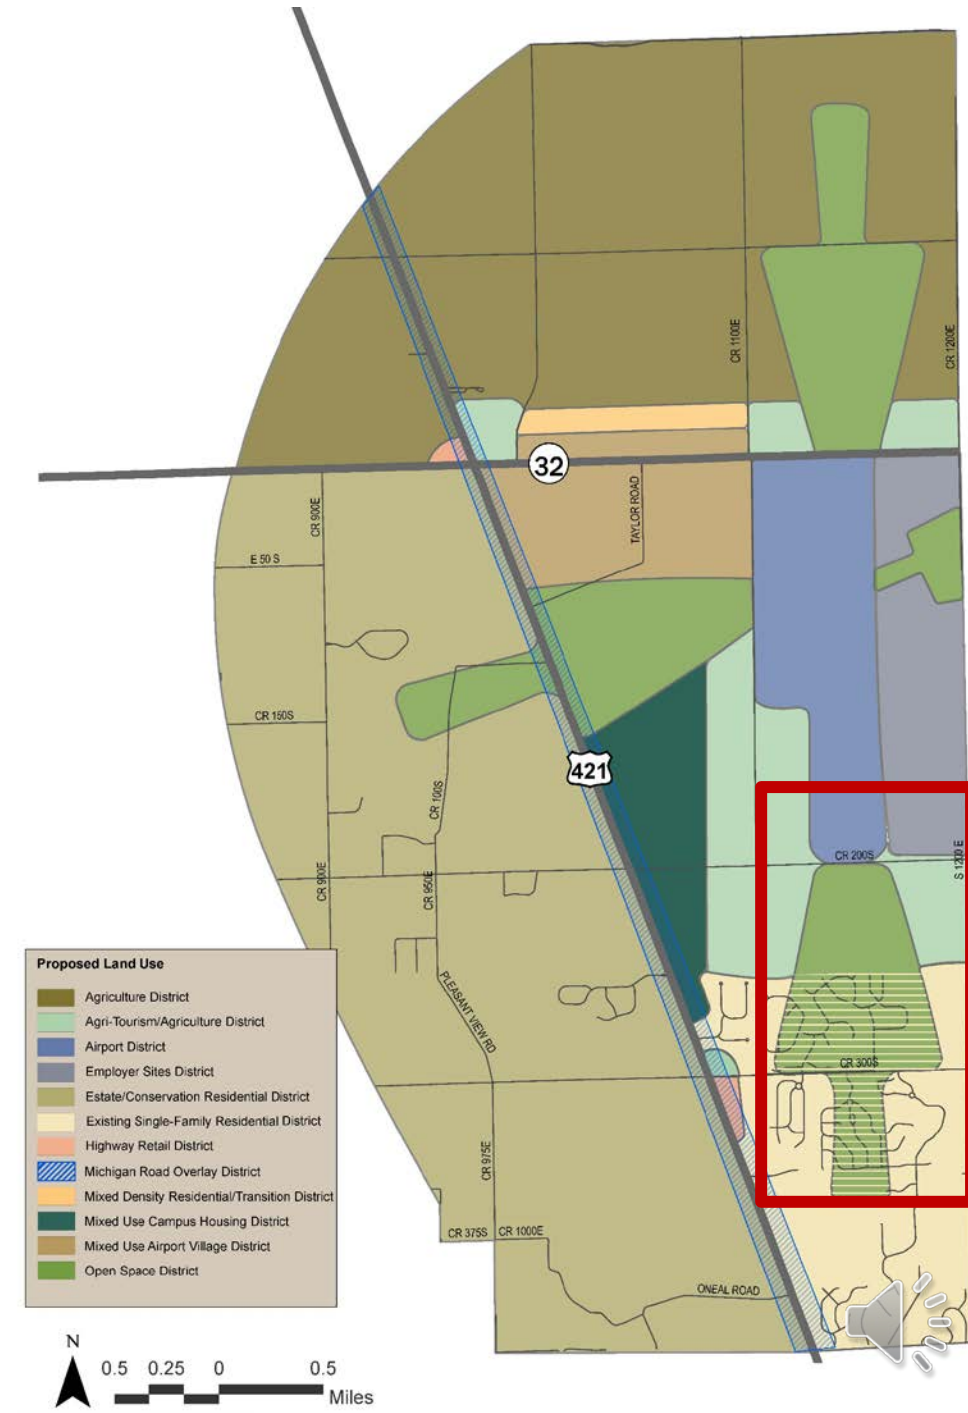 CR 1100E
CR 1200E
32
CR 900E
TAYLOR ROAD
E 50 S
CR 150S
421
CR 100S
CR 200S
S 1200 E
CR 900E
CR 950E
Proposed Land Use
Agriculture District
Agri-Tourism/Agriculture District
Airport District
Employer Sites District
Estate/Conservation Residential District
Existing Single-Family Residential District
Highway Retail District
Michigan Road Overlay District
Mixed Density Residential/Transition District
Mixed Use Campus Housing District
Mixed Use Airport Village District
Open Space District
PLEASANT VIEW RD
CR 300S
CR 975E
CR 375S
CR 1000E
ONEAL ROAD
N
0.5 0.25 0 0.5
Miles